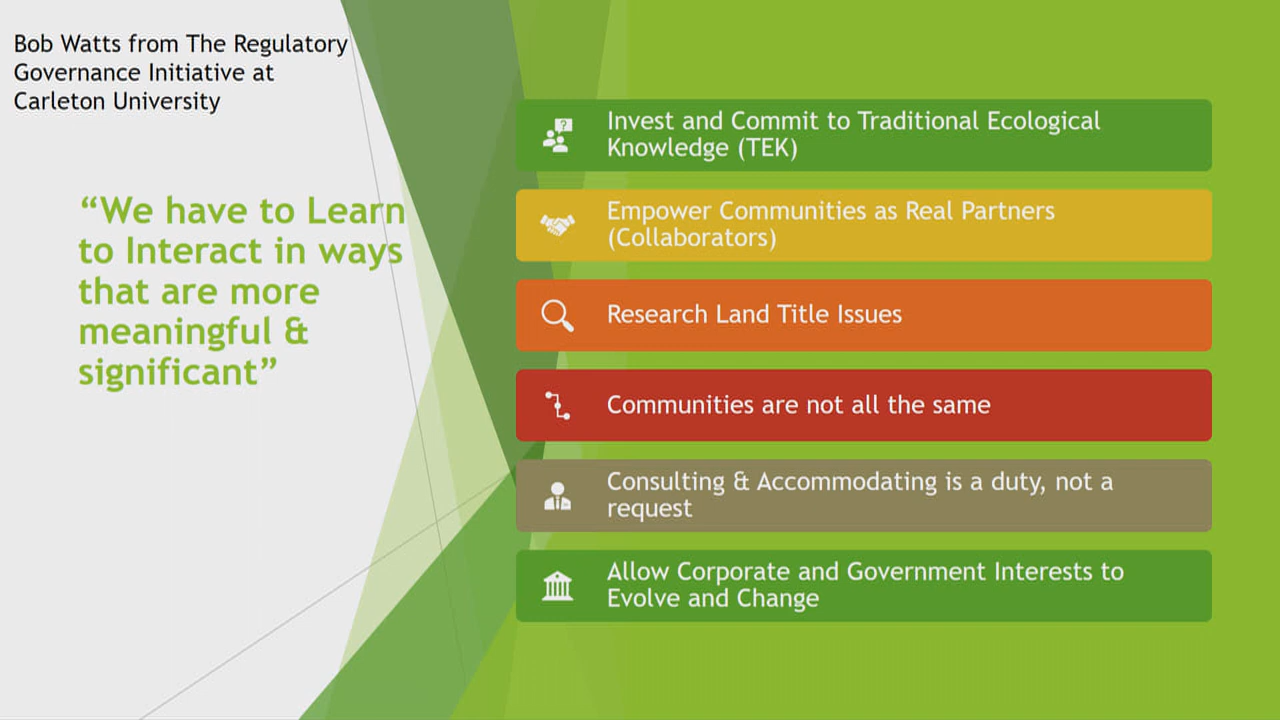 Bob Watts from The Regulatory
Governance Initiative at
Carleton University
“We have to Learn
to Interact in ways
that are more
meaningful &
significant”
Invest and Commit to Traditional Ecological
Knowledge (TEK)
Empower Communities as Real Partners
(Collaborators)
Research Land Title Issues
Communities are not all the same
Consulting & Accommodating is a duty, not a
request
Allow Corporate and Government Interests to
Evolve and Change